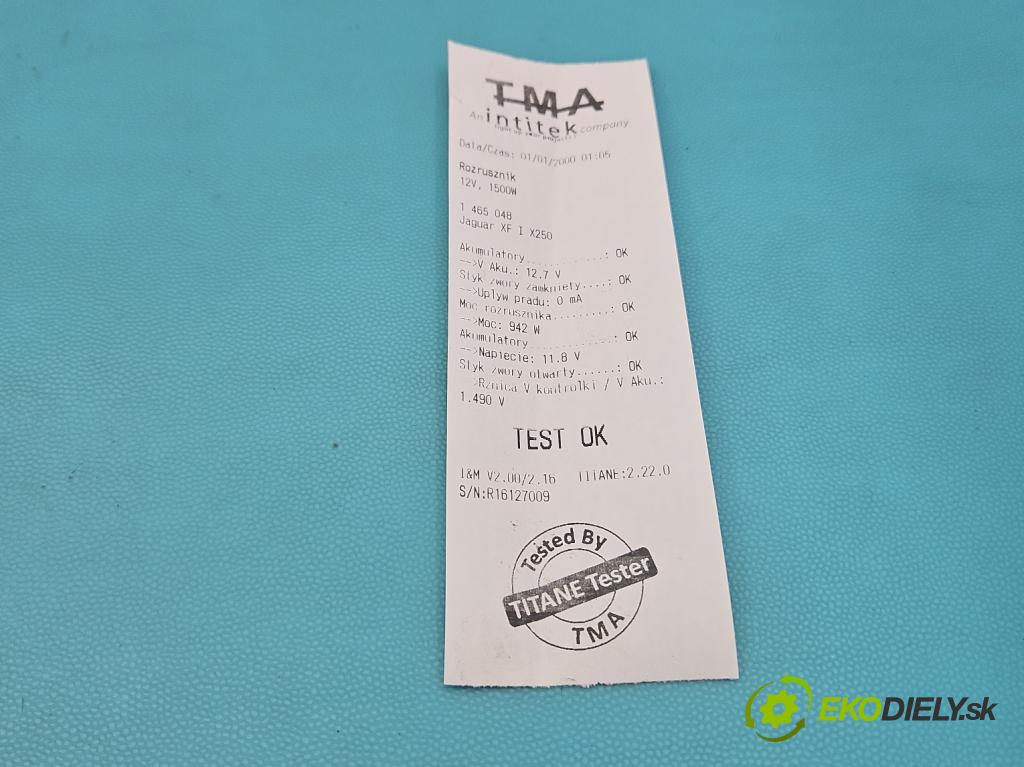 TMA
An intitek company
Data/Czas: 01/01/2000 01:05
Rozrusznik
12V, 1500W
1 465 048
Jaguar XF I X250
Akumulatory............: OK
-->V Aku.: 12.7 V
Styk zwory zamkniety....: OK
-->Uplyw pradu: 0 mA
Moc rozrusznika.........: OK
-->Moc: 942 W
Akumulatory.............: OK
-->Napiecie: 11.8 V
Styk zwory otwarty......: OK
-->Rznica V kontrolki / V Aku.:
1.490 V
TEST OK
I&M V2.00/2.16 TITANE:2.22.0
S/N:R16127009
Tested By
TITANE Tester
TMA
EKODIELY.sk